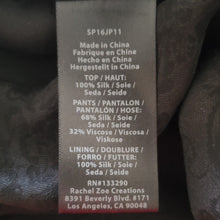 SP16JP11
Made in China
Fabrique en Chine
Hecho en China
Hergestellt in China
TOP / HAUT:
100% Silk / Soie /
Seda / Seide
PANTS / PANTALON /
PANTALÓN / HOSE:
68% Silk / Soie /
Seda / Seide
32% Viscose / Viscosa /
Viskose
LINING / DOUBLURE /
FORRO / FUTTER:
100% Silk / Soie /
Seda / Seide
RN#133290
Rachel Zoe Creations
8391 Beverly Blvd. #171
Los Angeles, CA 90048